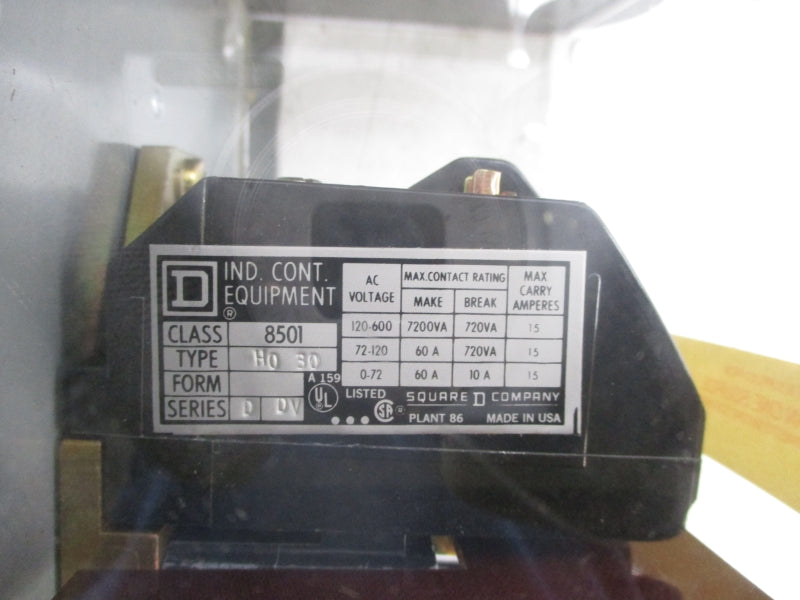 D IND. CONT.
EQUIPMENT
®
CLASS 8501
TYPE HO 30
FORM
SERIES D DV
A 159
UL
LISTED
SA ®
AC VOLTAGE
MAX.CONTACT RATING
MAX CARRY AMPERES
MAKE BREAK
120-600 7200VA 720VA 15
72-120 60 A 720VA 15
0-72 60 A 10 A 15
SQUARE D COMPANY
PLANT 86 MADE IN USA